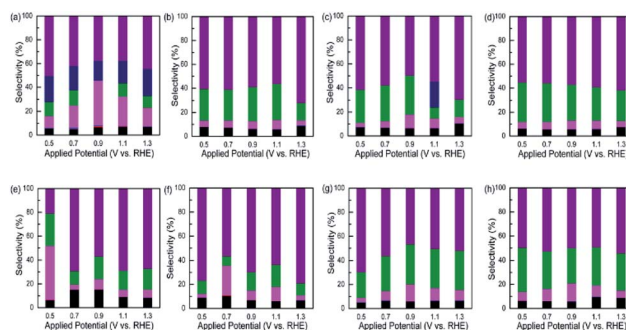 (a) (b) (c) (d)
Selectivity (%) Selectivity (%) Selectivity (%) Selectivity (%)
100 100 100 100
80 80 80 80
60 60 60 60
40 40 40 40
20 20 20 20
0 0 0 0
0.5 0.7 0.9 1.1 1.3 0.5 0.7 0.9 1.1 1.3 0.5 0.7 0.9 1.1 1.3 0.5 0.7 0.9 1.1 1.3
Applied Potential (V vs. RHE) Applied Potential (V vs. RHE) Applied Potential (V vs. RHE) Applied Potential (V vs. RHE)
(e) (f) (g) (h)
Selectivity (%) Selectivity (%) Selectivity (%) Selectivity (%)
100 100 100 100
80 80 80 80
60 60 60 60
40 40 40 40
20 20 20 20
0 0 0 0
0.5 0.7 0.9 1.1 1.3 0.5 0.7 0.9 1.1 1.3 0.5 0.7 0.9 1.1 1.3 0.5 0.7 0.9 1.1 1.3
Applied Potential (V vs. RHE) Applied Potential (V vs. RHE) Applied Potential (V vs. RHE) Applied Potential (V vs. RHE)